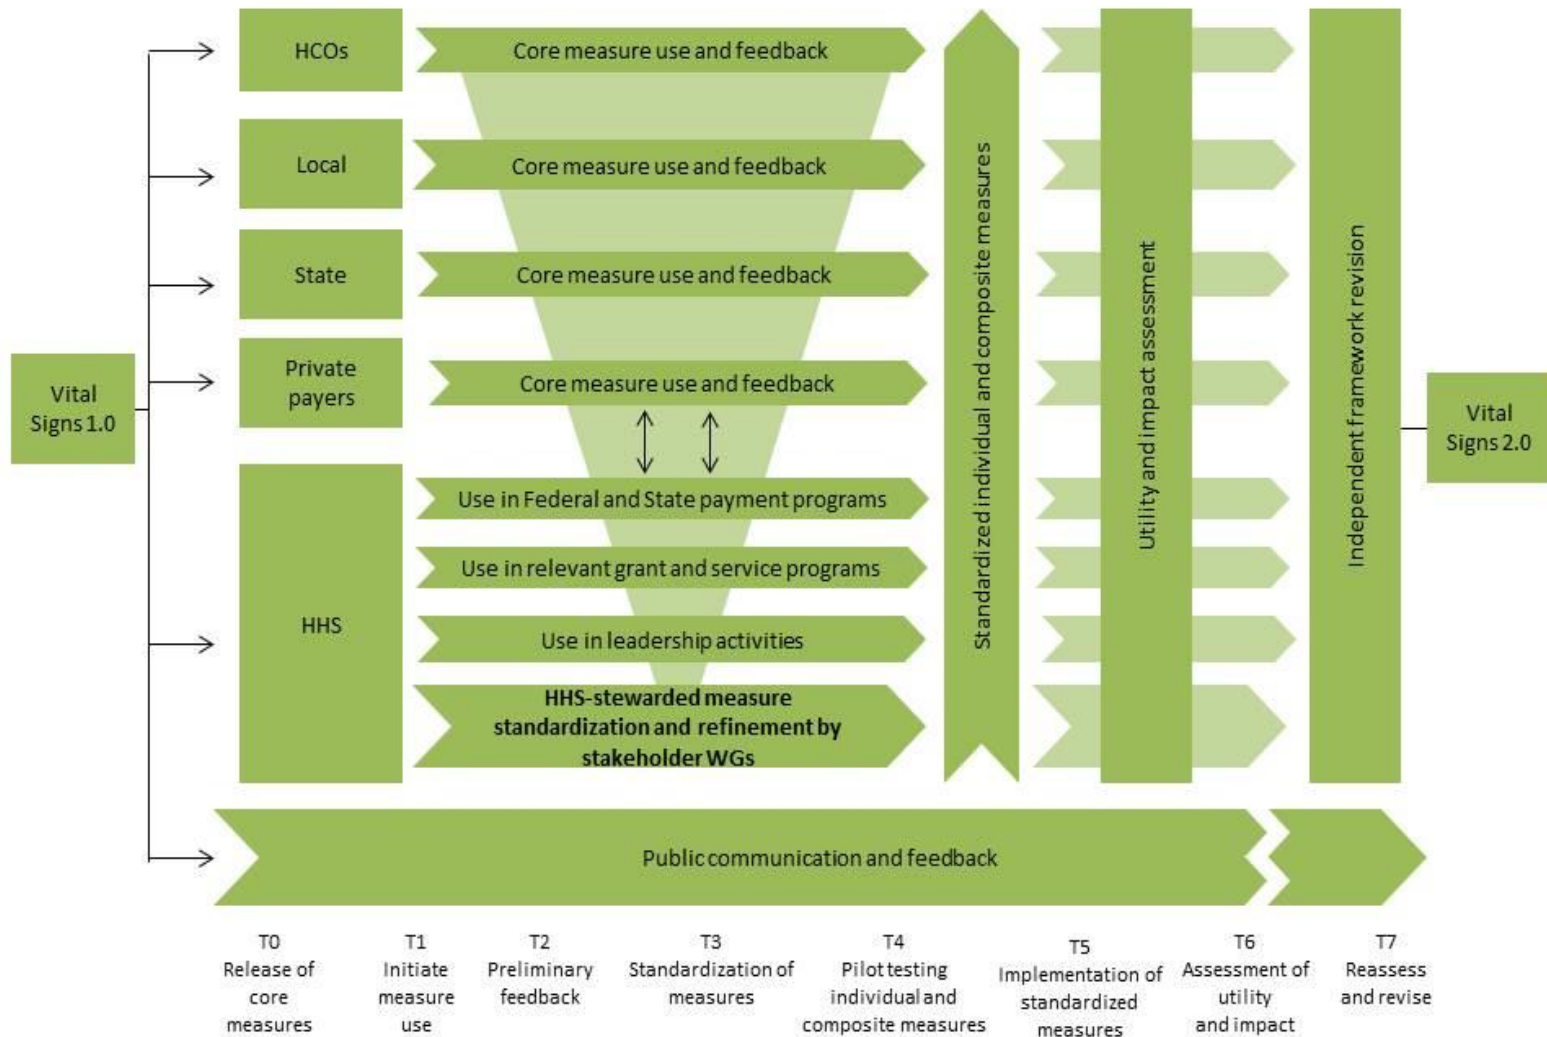 Vital
Signs 1.0
HCOs
Core measure use and feedback
Local
Core measure use and feedback
State
Core measure use and feedback
Private
payers
Core measure use and feedback
HHS
Use in Federal and State payment programs
Use in relevant grant and service programs
Use in leadership activities
HHS-stewarded measure
standardization and refinement by
stakeholder WGs
Standardized individual and composite measures
Utility and impact assessment
Independent framework revision
Vital
Signs 2.0
Public communication and feedback
T0
Release of
core
measures
T1
Initiate
measure
use
T2
Preliminary
feedback
T3
Standardization of
measures
T4
Pilot testing
individual and
composite measures
T5
Implementation of
standardized
measures
T6
Assessment of
utility
and impact
T7
Reassess
and revise